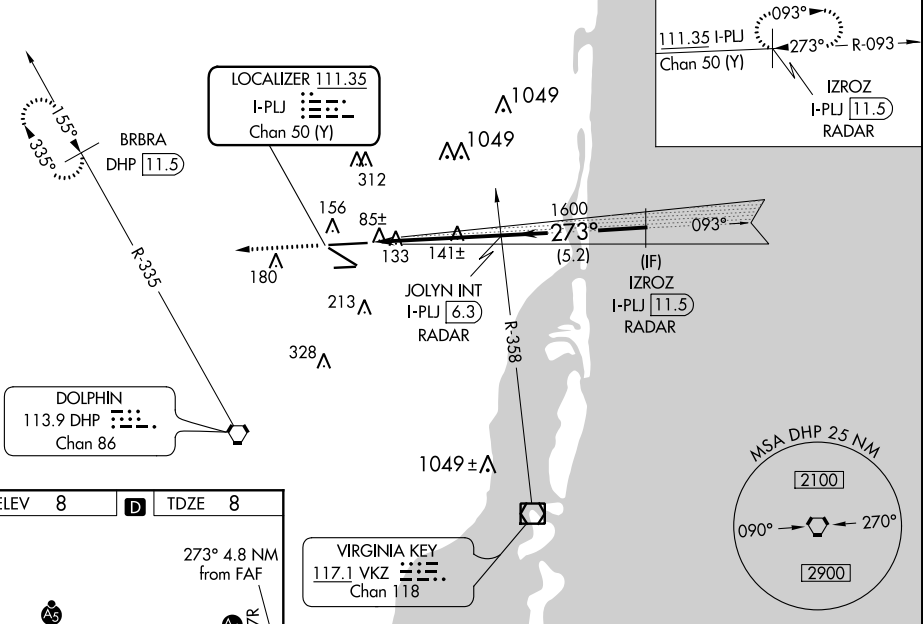 093°
111.35 I-PLJ
273°
R-093
Chan 50 (Y)
IZROZ
I-PLJ 11.5
RADAR
LOCALIZER 111.35
I-PLJ
Chan 50 (Y)
1049
1049
155°
335°
BRBRA
DHP 11.5
312
156
85±
133
141±
180
1600
273°
093°
(5.2)
(IF)
IZROZ
I-PLJ 11.5
RADAR
JOLYN INT
I-PLJ 6.3
RADAR
R-335
213
328
R-358
DOLPHIN
113.9 DHP
Chan 86
1049±
MSA DHP 25 NM
2100
090°
270°
2900
ELEV 8
D
TDZE 8
273° 4.8 NM
from FAF
A5
VIRGINIA KEY
117.1 VKZ
Chan 118